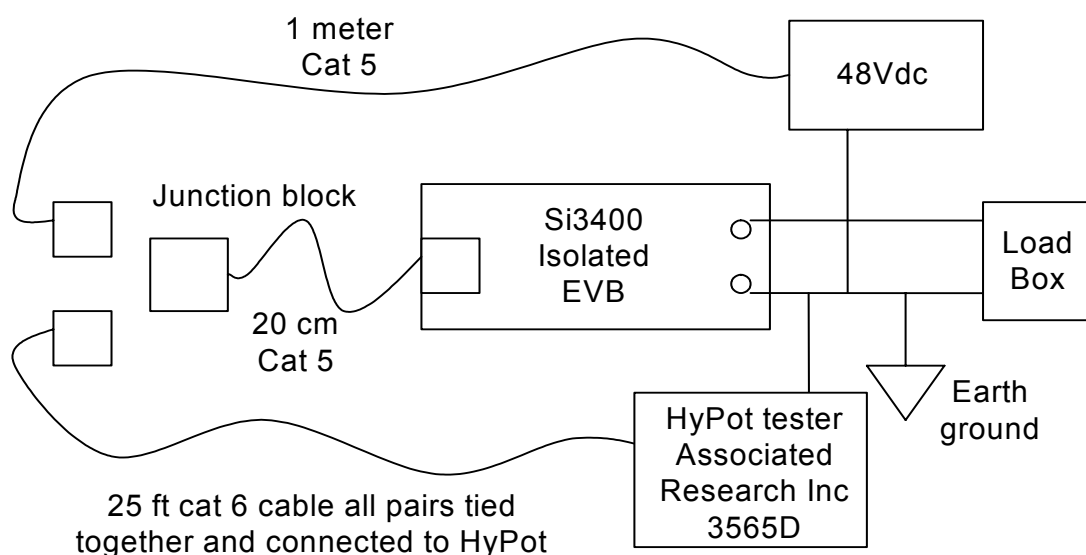 1 meter
Cat 5
48Vdc
Junction block
Si3400
Isolated
EVB
Load
Box
20 cm
Cat 5
Earth
ground
HyPot tester
Associated
Research Inc
3565D
25 ft cat 6 cable all pairs tied
together and connected to HyPot